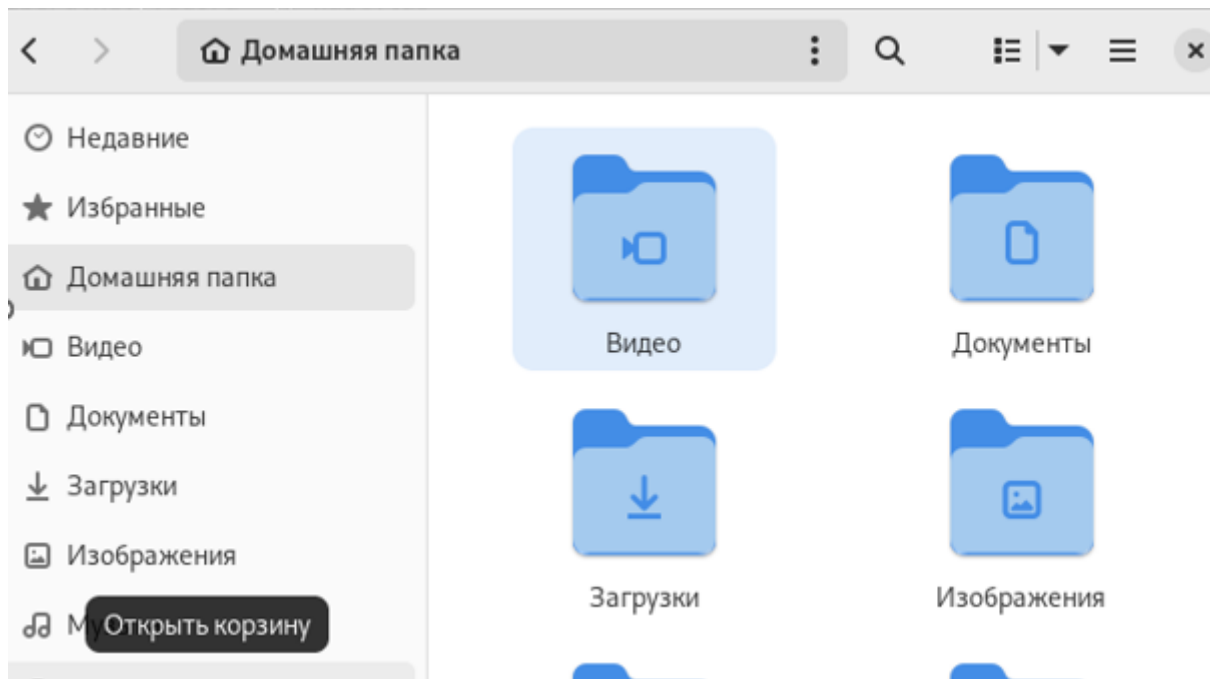 Домашняя папка
Недавние
Избранные
Домашняя папка
Видео
Документы
Загрузки
Изображения
Открыть корзину
Видео
Документы
Загрузки
Изображения